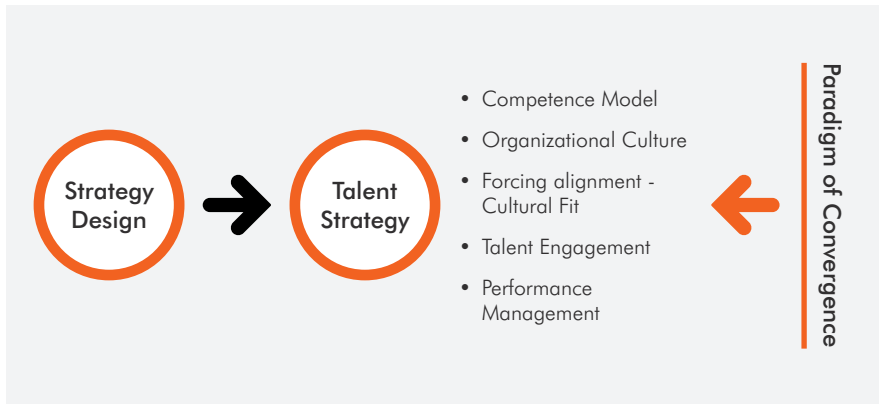 Strategy
Design
Talent
Strategy
• Competence Model
• Organizational Culture
• Forcing alignment -
Cultural Fit
• Talent Engagement
• Performance
Management
Paradigm of Convergence